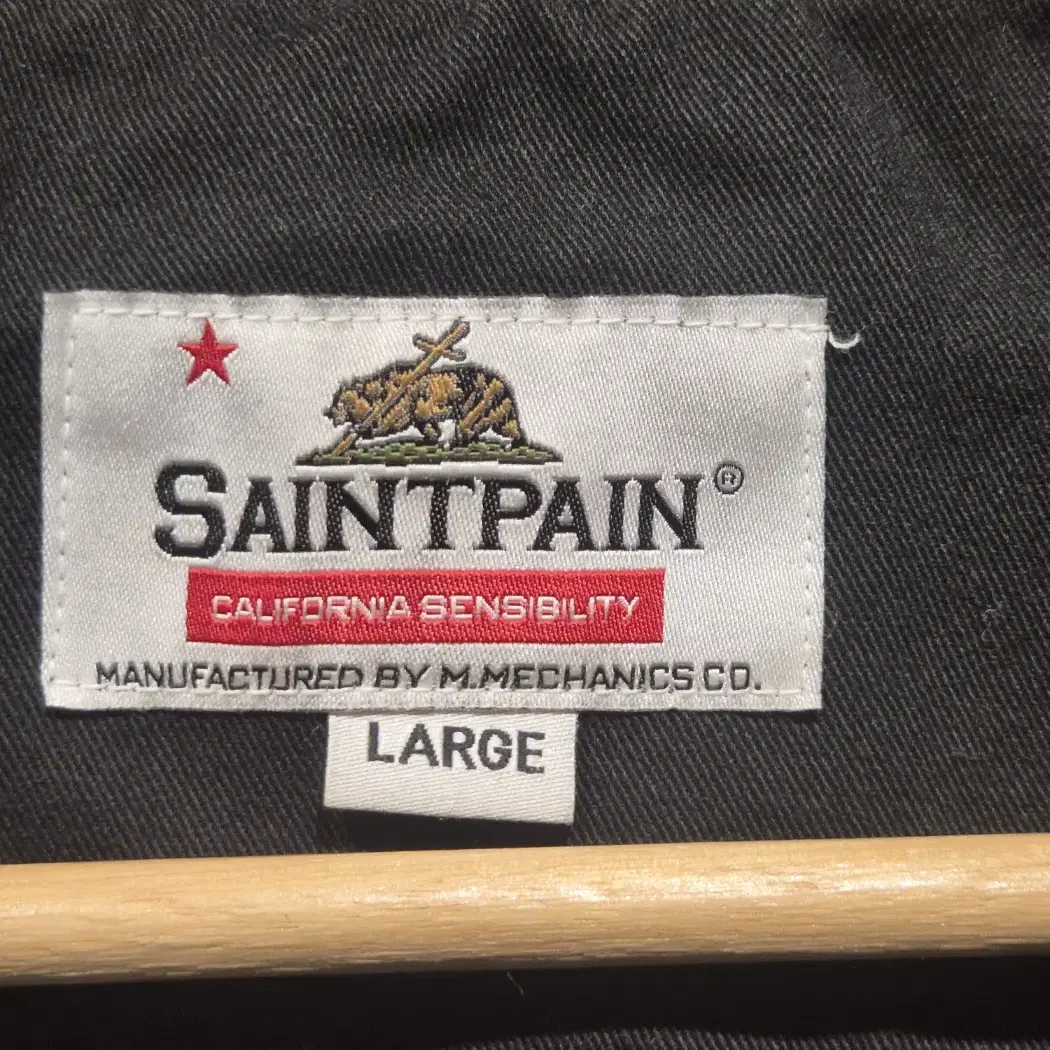 SAINTPAIN®
CALIFORNIA SENSIBILITY
MANUFACTURED BY M.MECHANICS CO.
LARGE